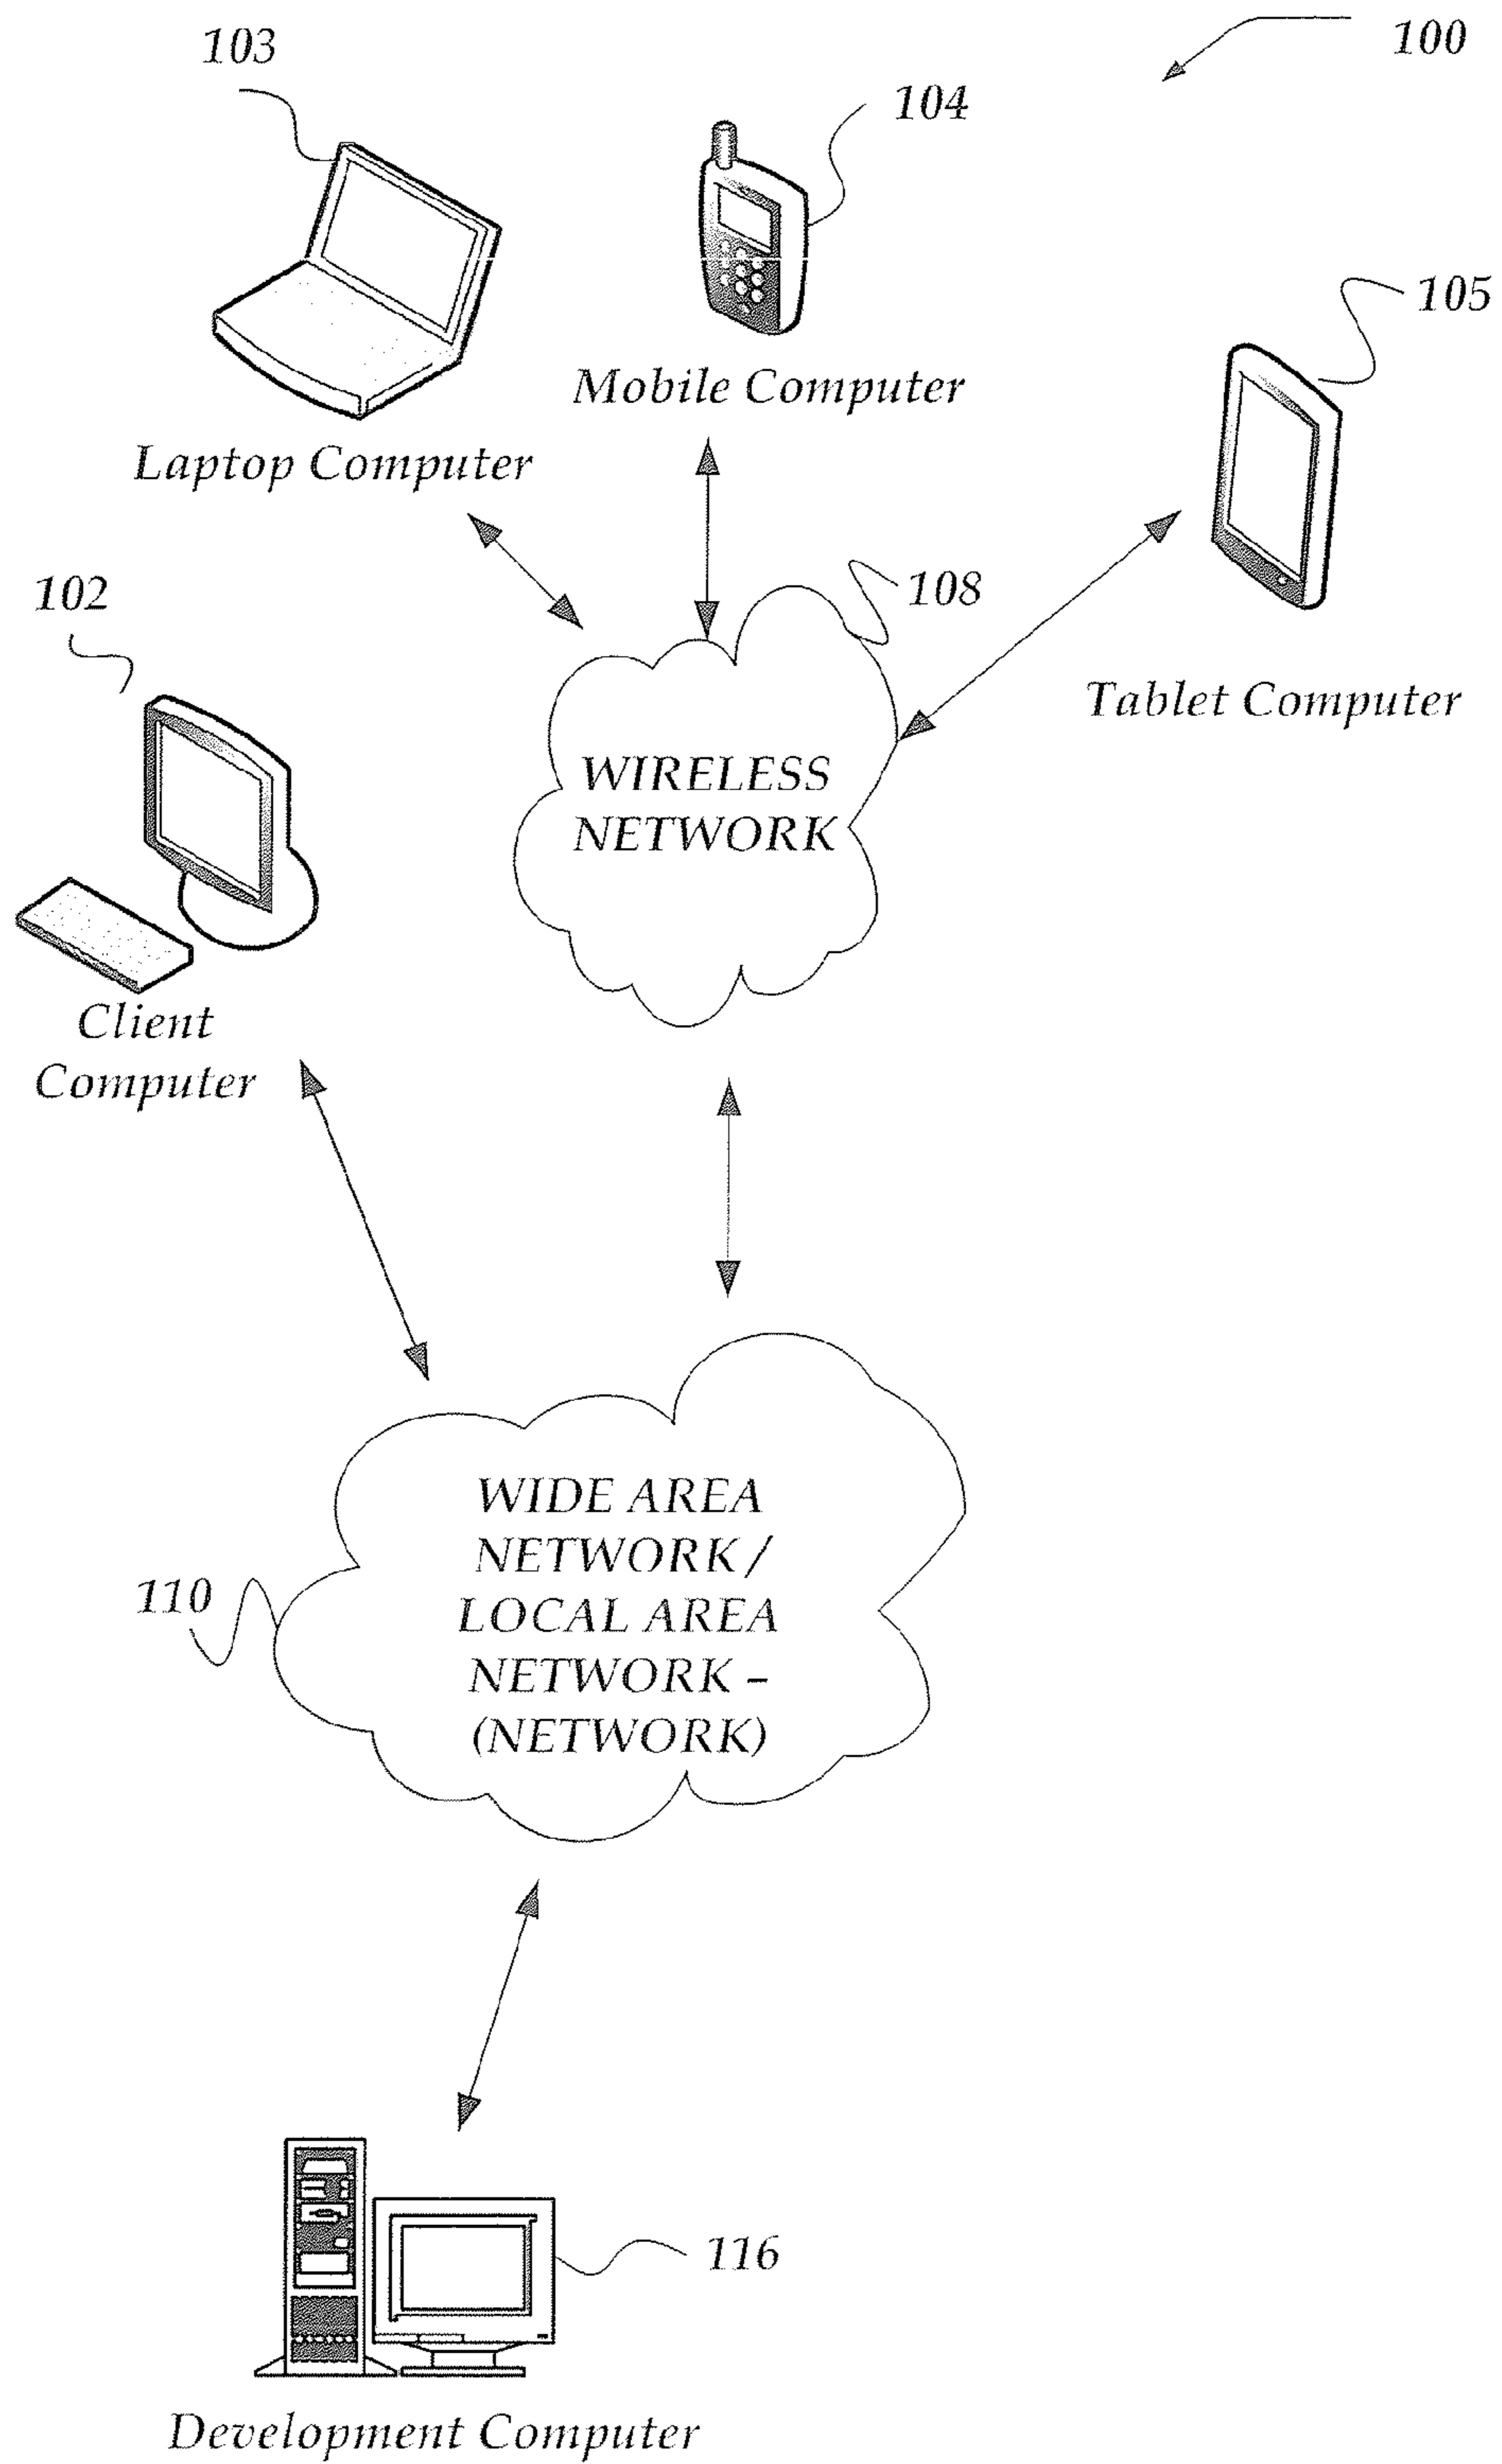 103
100
104
105
Mobile Computer
Laptop Computer
108
102
Tablet Computer
WIRELESS
NETWORK
Client
Computer
WIDE AREA
NETWORK /
LOCAL AREA
NETWORK –
(NETWORK)
110
116
Development Computer